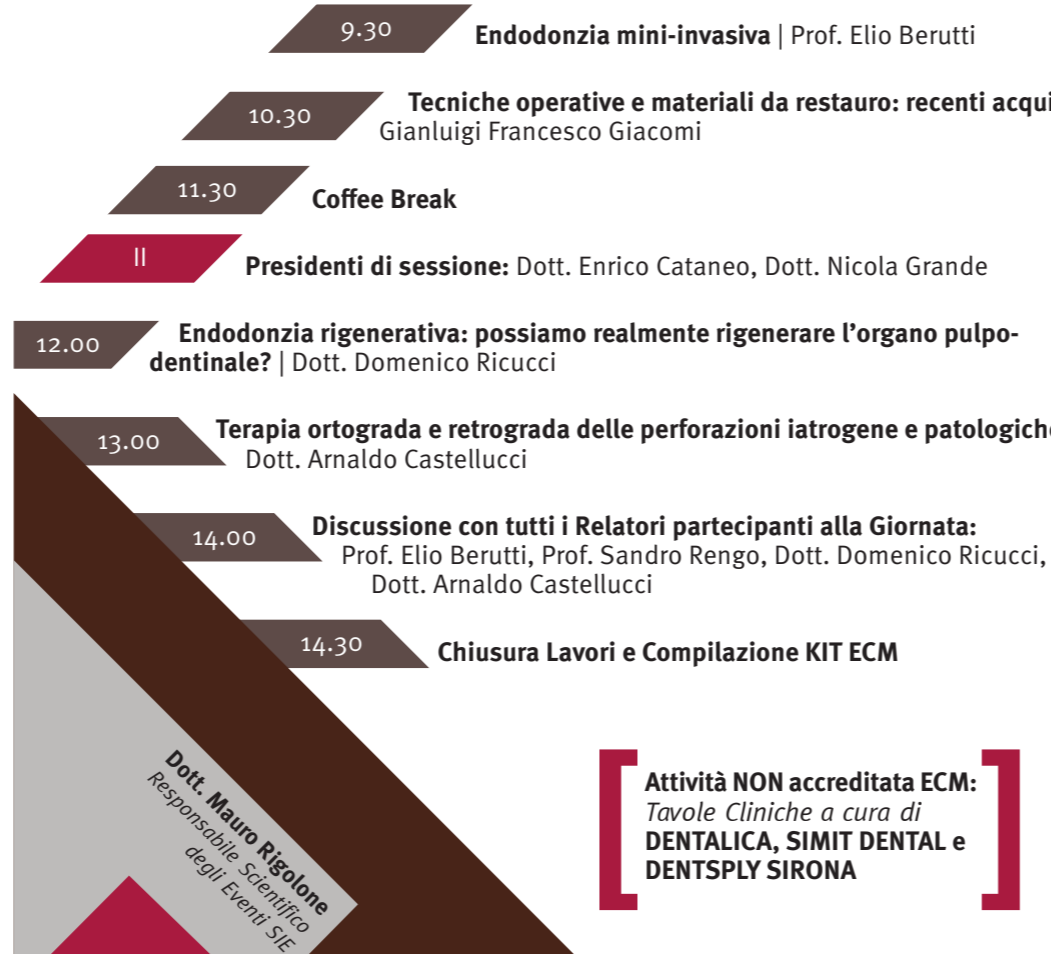 9.30 Endodonzia mini-invasiva | Prof. Elio Berutti
10.30 Tecniche operative e materiali da restauro: recenti
Gianluigi Francesco Giacomi
11.30 Coffee Break
II Presidenti di sessione: Dott. Enrico Cataneo, Dott. Nicola Grande
12.00 Endodonzia rigenerativa: possiamo realmente rigenerare l’organo pulpo-
dentinale? | Dott. Domenico Ricucci
13.00 Terapia ortograda e retrograda delle perforazioni iatrogene e patologiche
Dott. Arnaldo Castellucci
14.00 Discussione con tutti i Relatori partecipanti alla Giornata:
Prof. Elio Berutti, Prof. Sandro Rengo, Dott. Domenico Ricucci,
Dott. Arnaldo Castellucci
14.30 Chiusura Lavori e Compilazione KIT ECM
Dott. Mauro Rigolone
Responsabile Scientifico
degli Eventi SIE
Attività NON accreditata ECM:
Tavole Cliniche a cura di
DENTALICA, SIMIT DENTAL e
DENTSPLY SIRONA